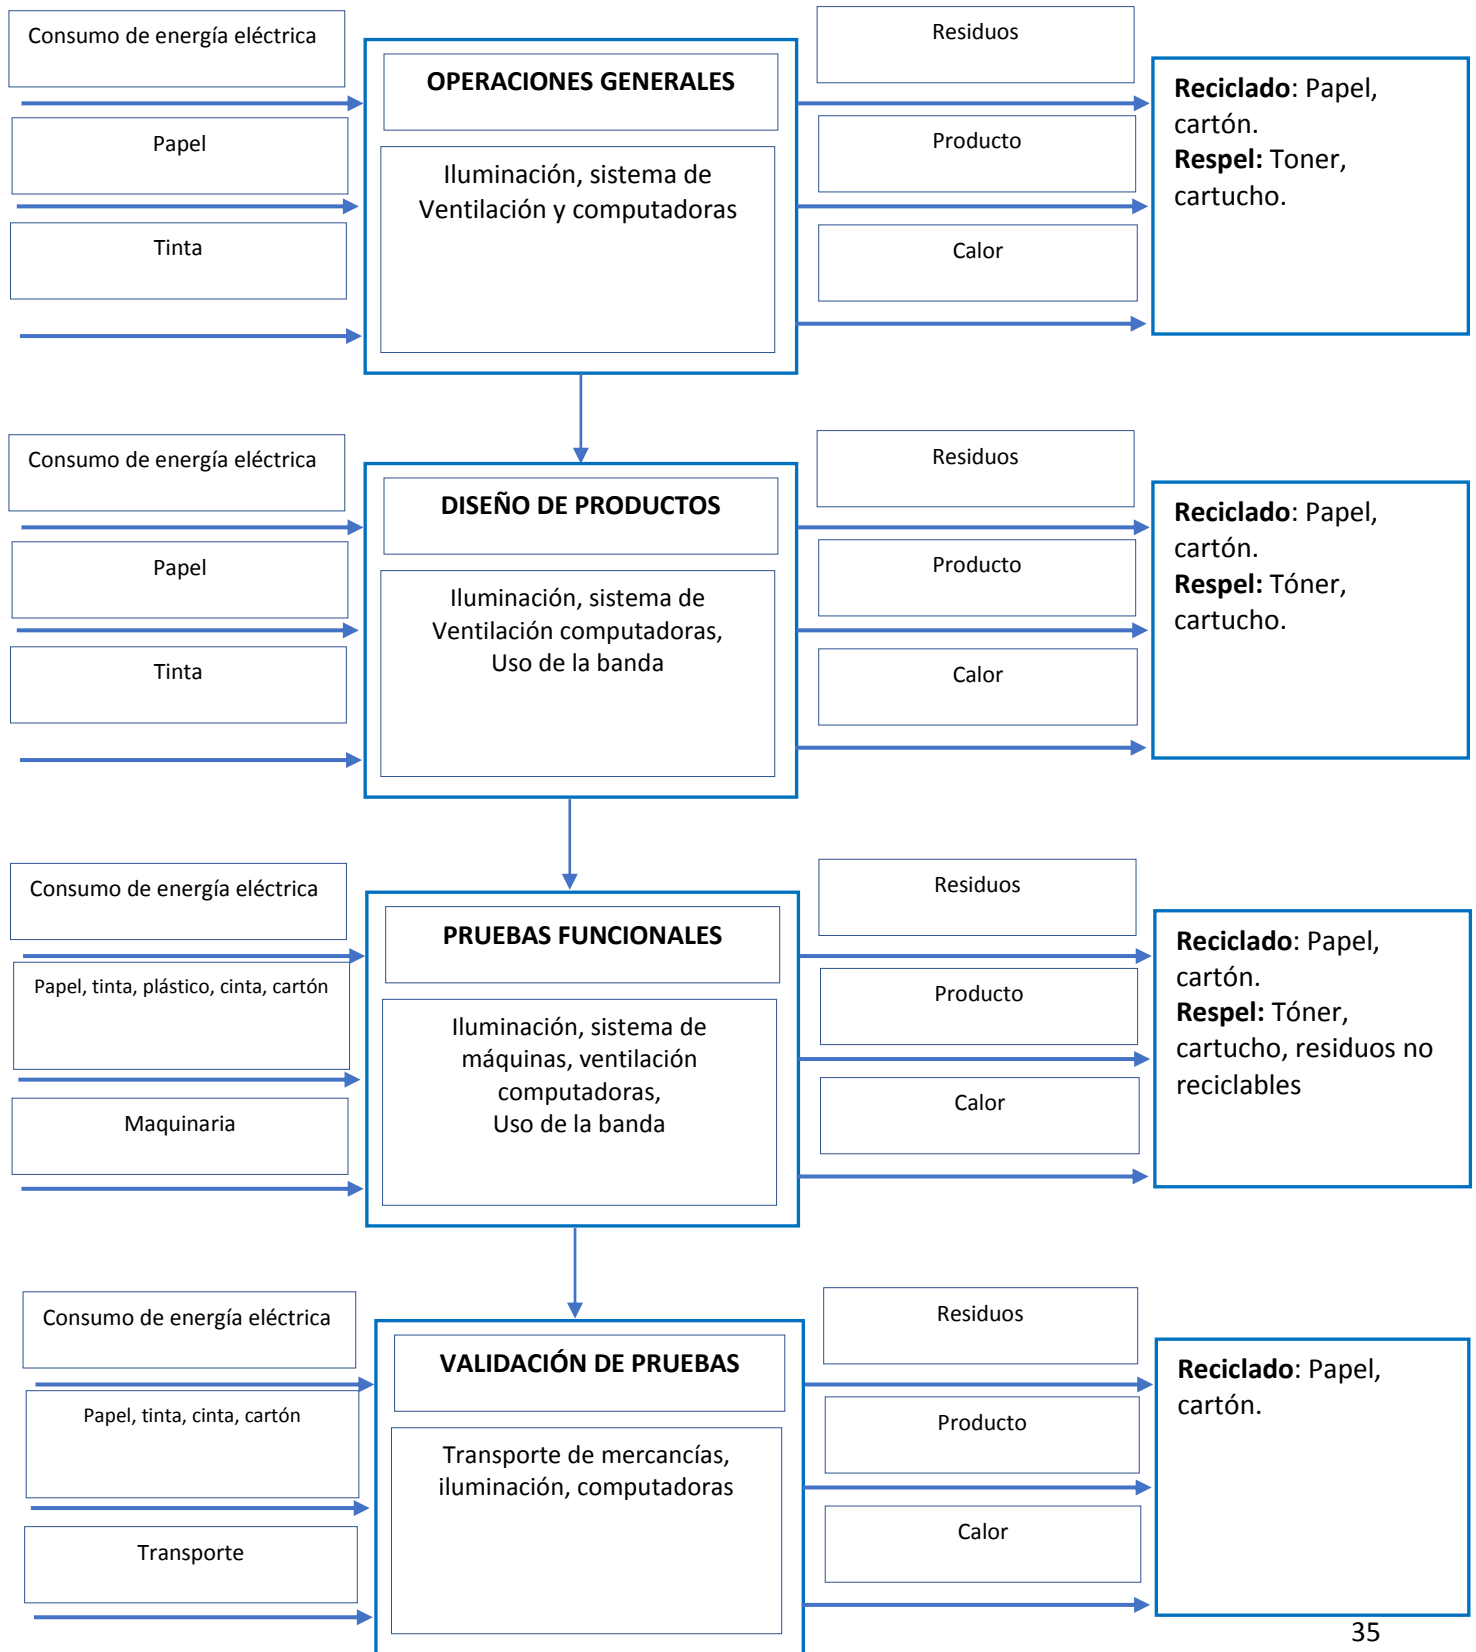 Consumo de energía eléctrica
Papel
Tinta
OPERACIONES GENERALES
Iluminación, sistema de
Ventilación y computadoras
Residuos
Producto
Calor
Reciclado: Papel,
cartón.
Respel: Toner,
cartucho.
Consumo de energía eléctrica
Papel
Tinta
DISEÑO DE PRODUCTOS
Iluminación, sistema de
Ventilación computadoras,
Uso de la banda
Residuos
Producto
Calor
Reciclado: Papel,
cartón.
Respel: Tóner,
cartucho.
Consumo de energía eléctrica
Papel, tinta, plástico, cinta, cartón
Maquinaria
PRUEBAS FUNCIONALES
Iluminación, sistema de
máquinas, ventilación
computadoras,
Uso de la banda
Residuos
Producto
Calor
Reciclado: Papel,
cartón.
Respel: Tóner,
cartucho, residuos no
reciclables
Consumo de energía eléctrica
Papel, tinta, cinta, cartón
Transporte
VALIDACIÓN DE PRUEBAS
Transporte de mercancías,
iluminación, computadoras
Residuos
Producto
Calor
Reciclado: Papel,
cartón.
35